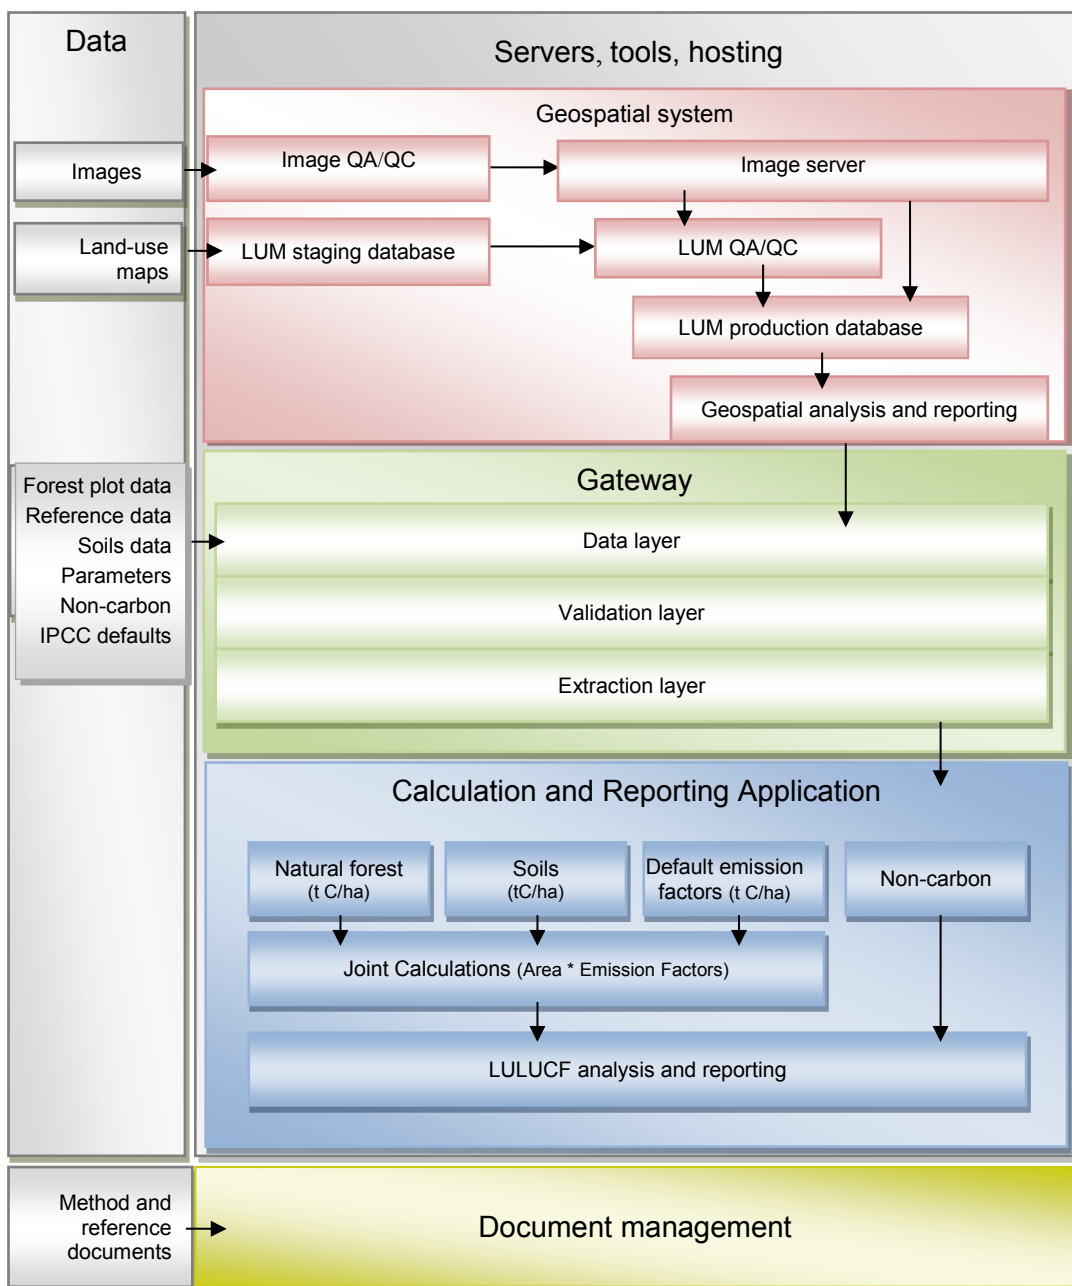 Data
Servers, tools, hosting
Geospatial system
Images
Image QA/QC
Image server
Land-use
maps
LUM staging database
LUM QA/QC
LUM production database
Geospatial analysis and reporting
Forest plot data
Reference data
Soils data
Parameters
Non-carbon
IPCC defaults
Gateway
Data layer
Validation layer
Extraction layer
Calculation and Reporting Application
Natural forest
(t C/ha)
Soils
(tC/ha)
Default emission
factors (t C/ha)
Non-carbon
Joint Calculations (Area * Emission Factors)
LULUCF analysis and reporting
Method and
reference
documents
Document management